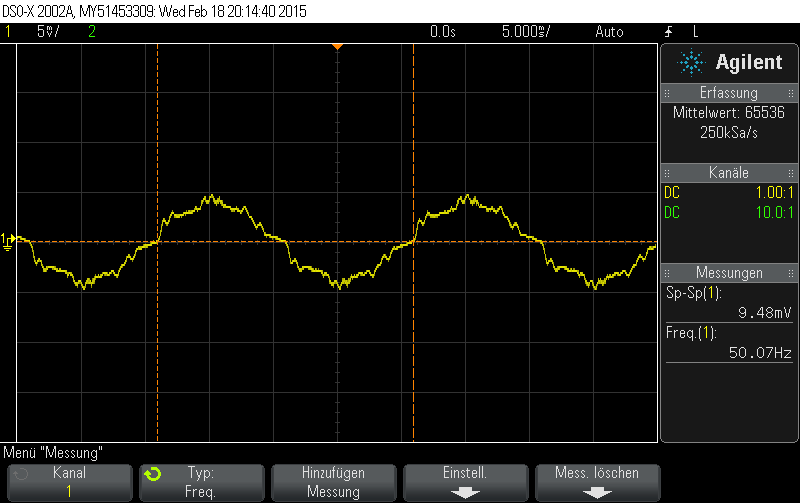 DSO-X 2002A, MY51453309: Wed Feb 18 20:14:40 2015
1 5mV/ 2 0.0s 5.000ms/ Auto L
Agilent
Erfassung
Mittelwert: 65536
250kSa/s
Kanäle
DC 1.00:1
DC 10.0:1
1
Messungen
Sp-Sp(1):
9.48mV
Freq.(1):
50.07Hz
Menü "Messung"
Kanal
1
Typ:
Freq.
Hinzufügen
Messung
Einstell.
Mess. löschen